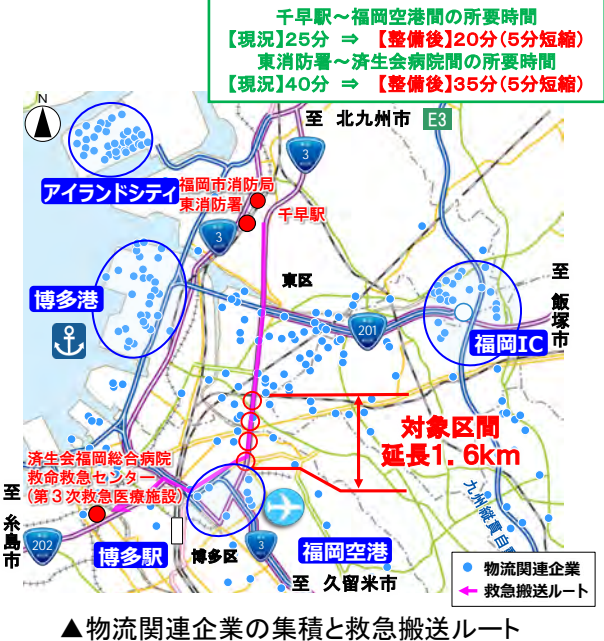 千早駅～福岡空港間の所要時間
【現況】25分 ⇒ 【整備後】20分(5分短縮)
東消防署～済生会病院間の所要時間
【現況】40分 ⇒ 【整備後】35分(5分短縮)
N
至 北九州市 E3
3
アイランドシティ
福岡市消防局
東消防署
千早駅
3
東区
博多港
201
至 飯塚市
福岡IC
対象区間
延長1.6km
済生会福岡総合病院
救命救急センター
(第3次救急医療施設)
至 糸島市
202
博多駅
博多区
3
福岡空港
九州縦貫自
至 久留米市
物流関連企業
救急搬送ルート
▲物流関連企業の集積と救急搬送ルート